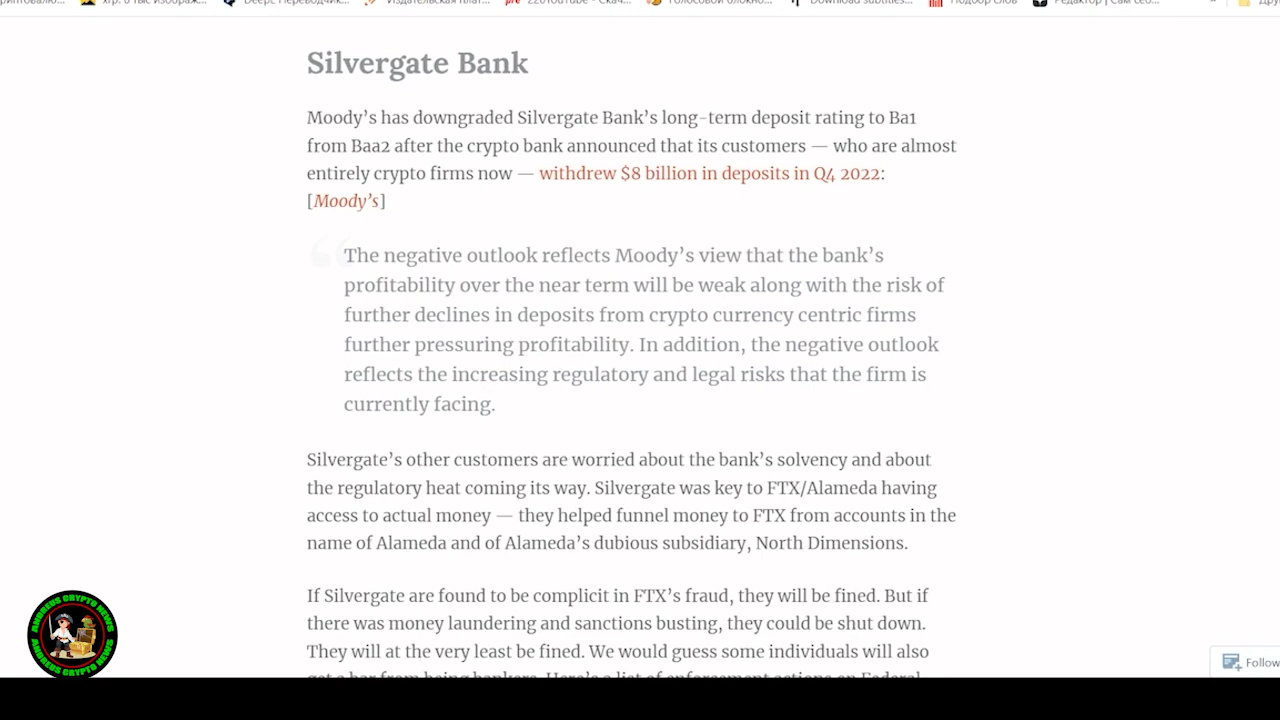 Silvergate Bank
Moody's has downgraded Silvergate Bank's long-term deposit rating to Ba1
from Baa2 after the crypto bank announced that its customers — who are almost
entirely crypto firms now — withdrew $8 billion in deposits in Q4 2022:
[Moody's]
The negative outlook reflects Moody's view that the bank's
profitability over the near term will be weak along with the risk of
further declines in deposits from crypto currency centric firms
further pressuring profitability. In addition, the negative outlook
reflects the increasing regulatory and legal risks that the firm is
currently facing.
Silvergate's other customers are worried about the bank's solvency and about
the regulatory heat coming its way. Silvergate was key to FTX/Alameda having
access to actual money — they helped funnel money to FTX from accounts in the
name of Alameda and of Alameda's dubious subsidiary, North Dimensions.
If Silvergate are found to be complicit in FTX's fraud, they will be fined. But if
there was money laundering and sanctions busting, they could be shut down.
They will at the very least be fined. We would guess some individuals will also
Follow
ANDREUS CRYPTO NEWS
ANDREUS CRYPTO NEWS